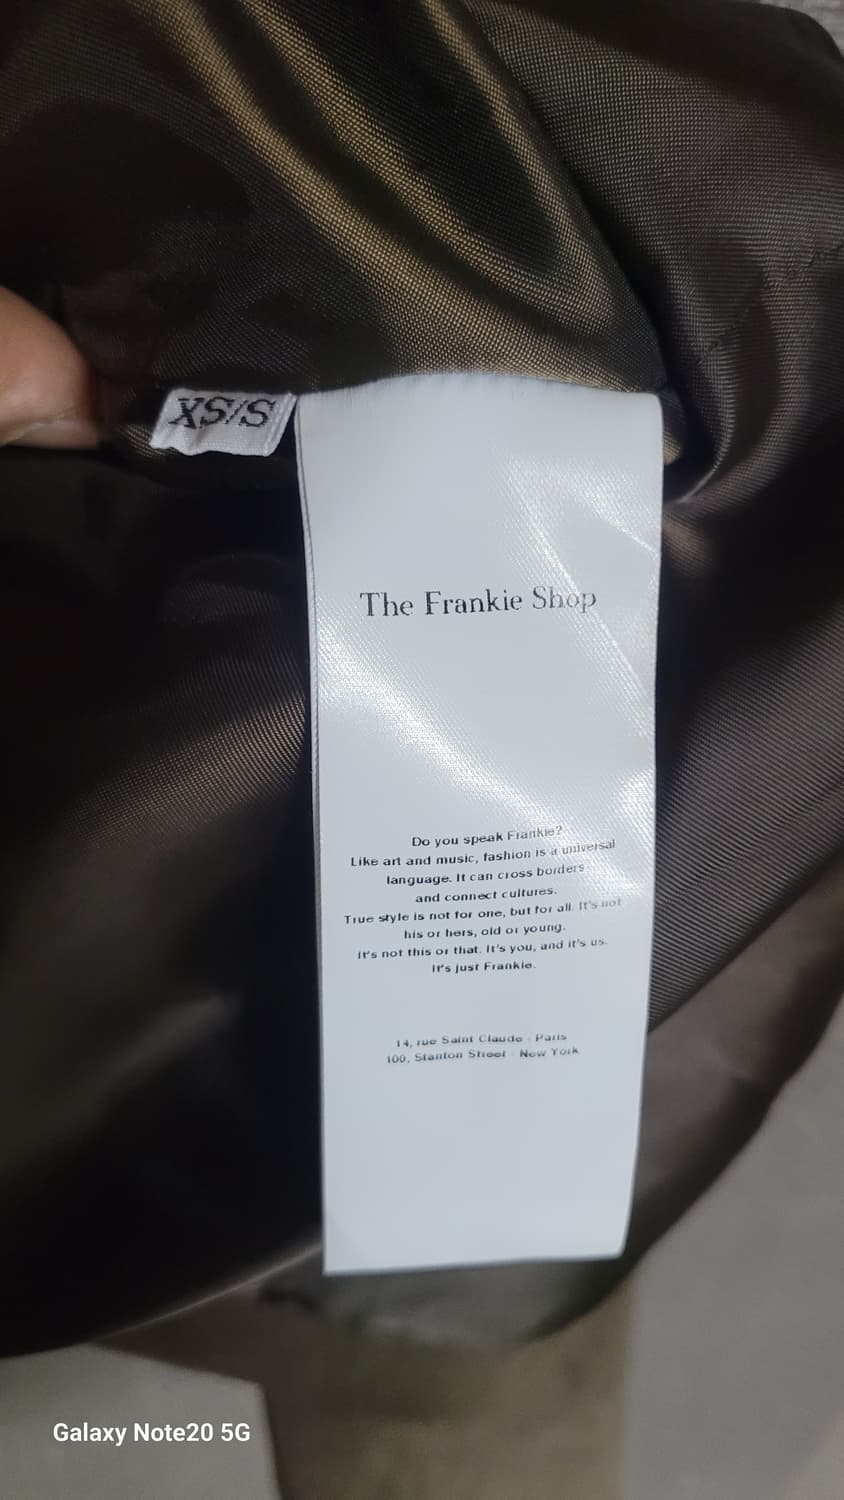 XS/S
The Frankie Shop
Do you speak Frankie?
Like art and music, fashion is a universal
language. It can cross borders
and connect cultures.
True style is not for one, but for all. It's not
his or hers, old or young.
It's not this or that. It's you, and it's us.
It's just Frankie.
14, rue Saint Claude - Paris
100, Stanton Street - New York
Galaxy Note20 5G